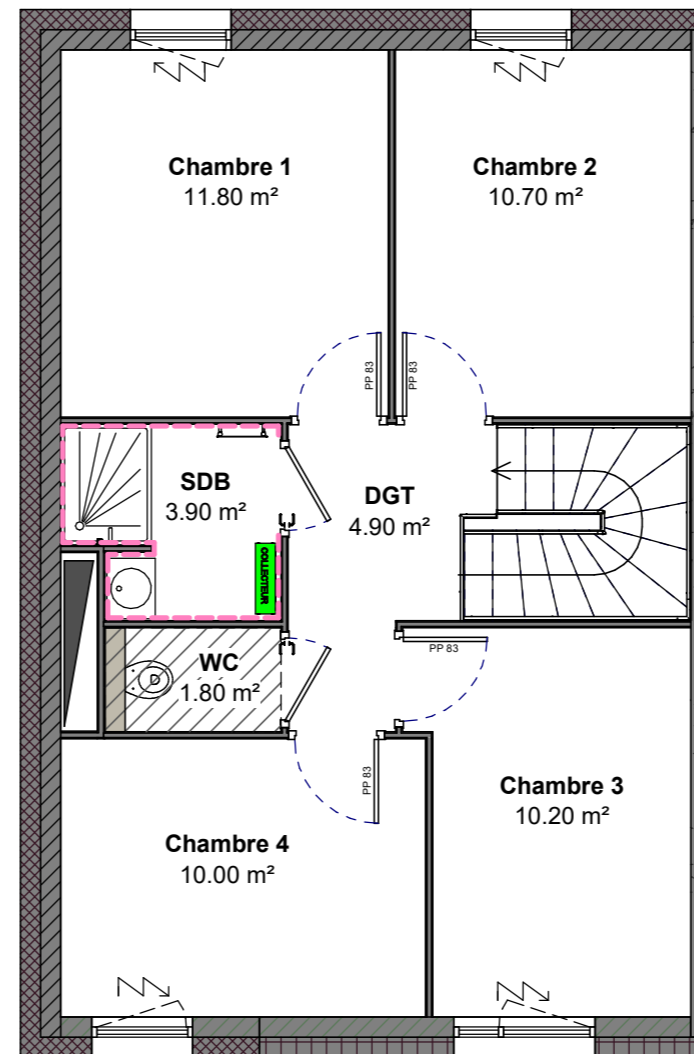 Chambre 1
11.80 m²
Chambre 2
10.70 m²
PP 83
PP 83
SDB
3.90 m²
DGT
4.90 m²
COLLECTEUR
WC
1.80 m²
PP 83
PP 83
Chambre 3
10.20 m²
Chambre 4
10.00 m²